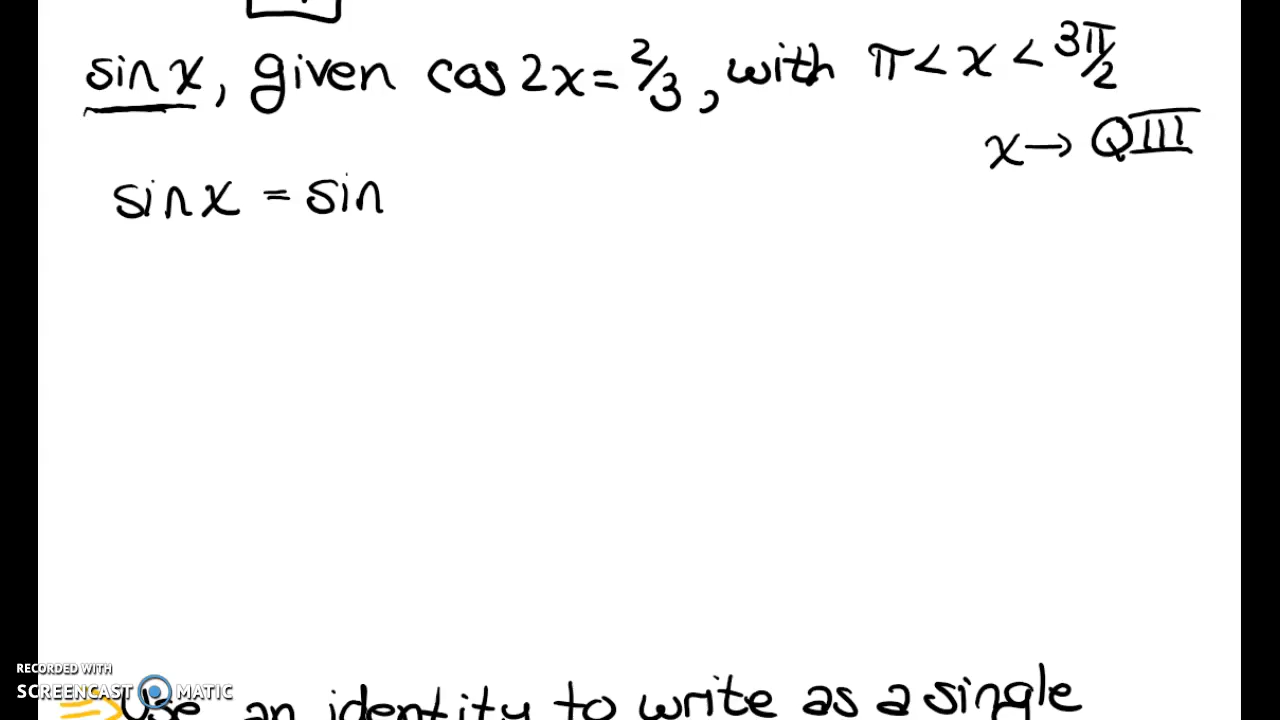 sin x, given cos 2x = 2/3, with π < x < 3π/2
x → QIII
sin x = sin
RECORDED WITH
SCREENCAST MATIC
⇒ Use an identity to write as a single